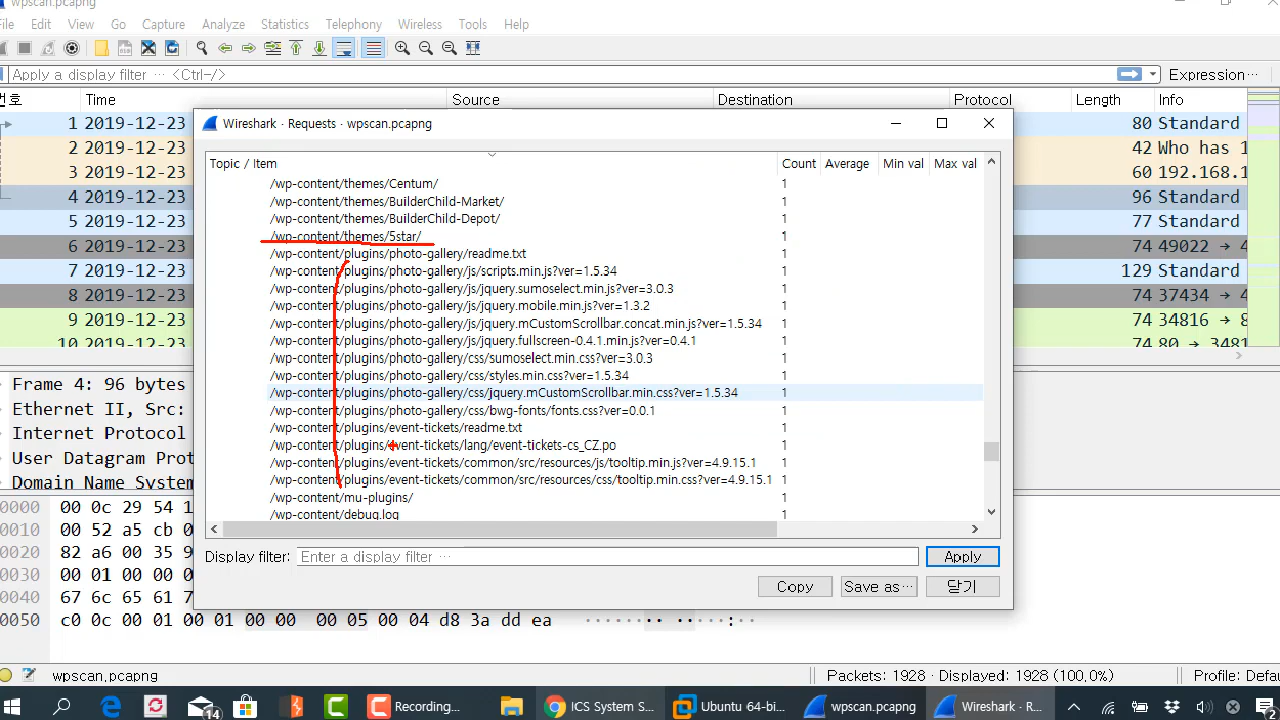 wpscan.pcapng
File Edit View Go Capture Analyze Statistics Telephony Wireless Tools Help
Apply a display filter ··· <Ctrl-/> Expression···
번호 Time Source Destination Protocol Length Info
1 2019-12-23 80 Standard
2 2019-12-23 42 Who has 1
3 2019-12-23 60 192.168.1
4 2019-12-23 96 Standard
5 2019-12-23 77 Standard
6 2019-12-23 74 49022 → 4
7 2019-12-23 129 Standard
8 2019-12-23 74 37434 → 4
9 2019-12-23 74 34816 → 8
10 2019-12-23 74 80 → 3481
Wireshark · Requests · wpscan.pcapng
Topic / Item Count Average Min val Max val
/wp-content/themes/Centum/ 1
/wp-content/themes/BuilderChild-Market/ 1
/wp-content/themes/BuilderChild-Depot/ 1
/wp-content/themes/5star/ 1
/wp-content/plugins/photo-gallery/readme.txt 1
/wp-content/plugins/photo-gallery/js/scripts.min.js?ver=1.5.34 1
/wp-content/plugins/photo-gallery/js/jquery.sumoselect.min.js?ver=3.0.3 1
/wp-content/plugins/photo-gallery/js/jquery.mobile.min.js?ver=1.3.2 1
/wp-content/plugins/photo-gallery/js/jquery.mCustomScrollbar.concat.min.js?ver=1.5.34 1
/wp-content/plugins/photo-gallery/js/jquery.fullscreen-0.4.1.min.js?ver=0.4.1 1
/wp-content/plugins/photo-gallery/css/sumoselect.min.css?ver=3.0.3 1
/wp-content/plugins/photo-gallery/css/styles.min.css?ver=1.5.34 1
/wp-content/plugins/photo-gallery/css/jquery.mCustomScrollbar.min.css?ver=1.5.34 1
/wp-content/plugins/photo-gallery/css/bwg-fonts/fonts.css?ver=0.0.1 1
/wp-content/plugins/event-tickets/readme.txt 1
/wp-content/plugins/event-tickets/lang/event-tickets-cs_CZ.po 1
/wp-content/plugins/event-tickets/common/src/resources/js/tooltip.min.js?ver=4.9.15.1 1
/wp-content/plugins/event-tickets/common/src/resources/css/tooltip.min.css?ver=4.9.15.1 1
/wp-content/mu-plugins/ 1
/wp-content/debug.log 1
Display filter: Enter a display filter ··· Apply
Copy Save as··· 닫기
Frame 4: 96 bytes
Ethernet II, Src:
Internet Protocol
User Datagram Prot
Domain Name System
0000 00 0c 29 54 1
0010 52 a5 cb 0
0020 82 a6 00 35 9
0030 00 01 00 00 0
0040 67 6c 65 61 7
0050 c0 0c 00 01 00 01 00 00 00 05 00 04 d8 3a dd ea ······ ·· ·····:··
wpscan.pcapng Packets: 1928 · Displayed: 1928 (100.0%) Profile: Defau
14 Recording... ICS System S... Ubuntu 64-bi... wpscan.pcapng Wireshark · R... 2